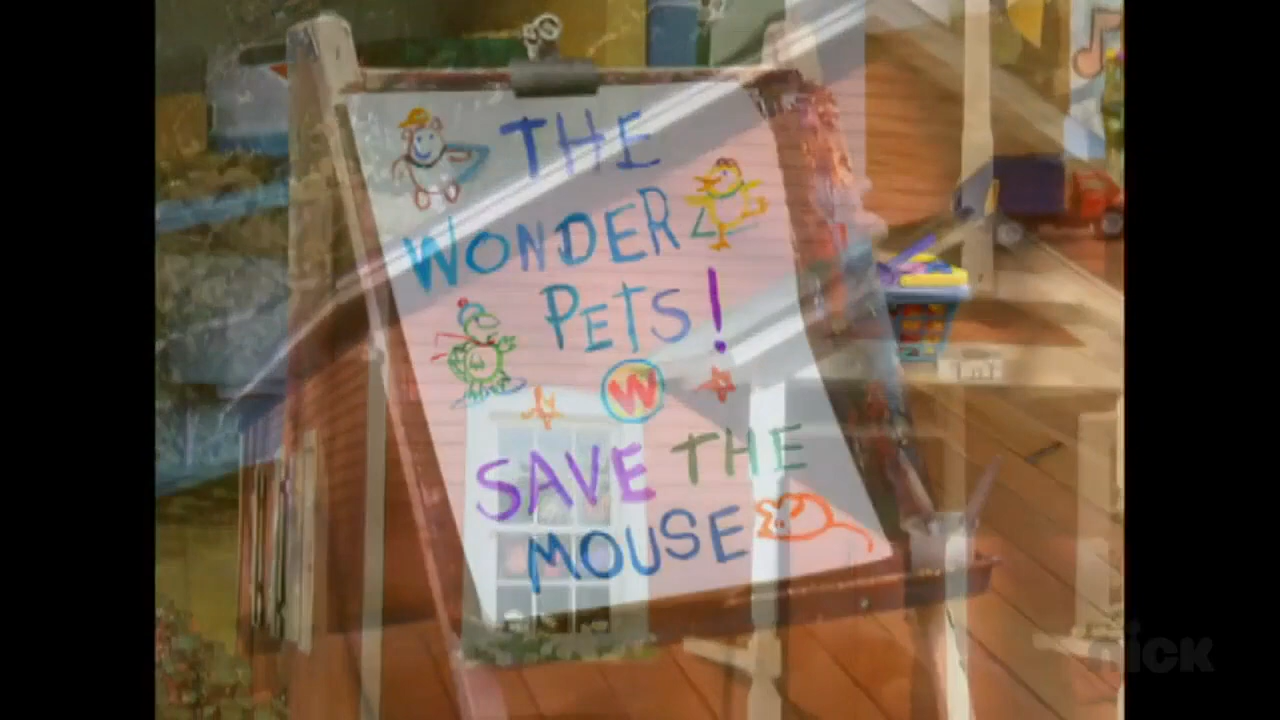 THE
WONDER
PETS!
W
SAVE THE
MOUSE
nick